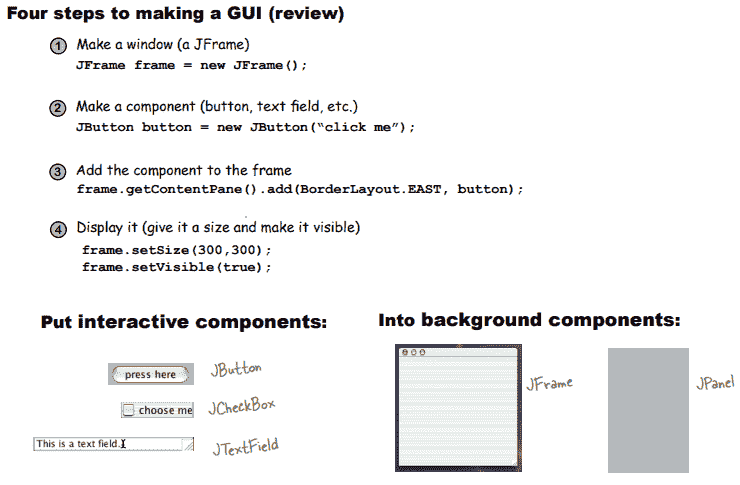 Four steps to making a GUI (review)
1 Make a window (a JFrame)
JFrame frame = new JFrame();
2 Make a component (button, text field, etc.)
JButton button = new JButton(“click me”);
3 Add the component to the frame
frame.getContentPane().add(BorderLayout.EAST, button);
4 Display it (give it a size and make it visible)
frame.setSize(300,300);
frame.setVisible(true);
Put interactive components:
press here JButton
choose me JCheckBox
This is a text field. JTextField
Into background components:
JFrame
JPanel